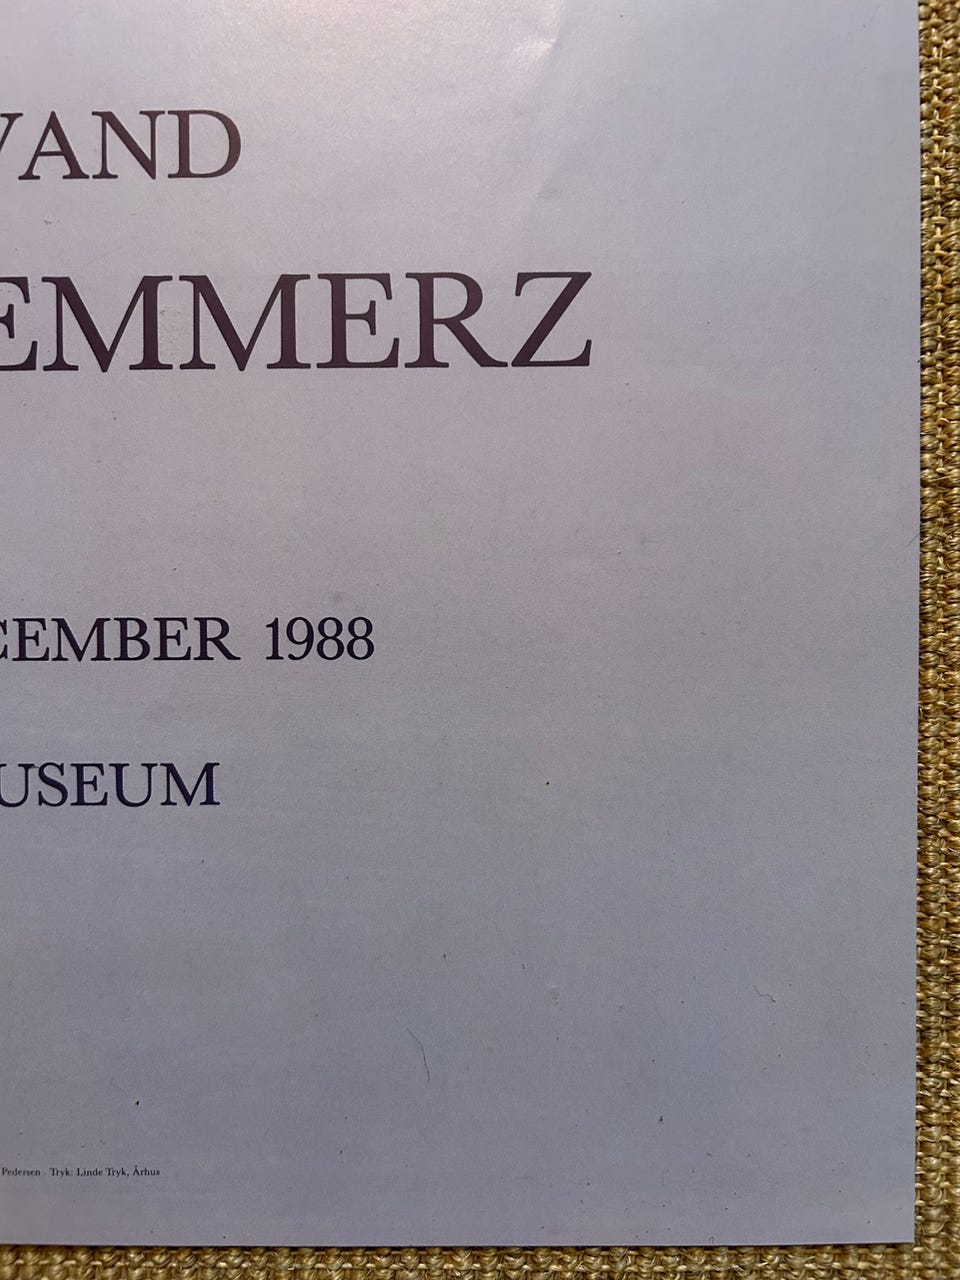 VAND
EMMERZ
CEMBER 1988
USEUM
Pedersen · Tryk: Linde Tryk, Århus